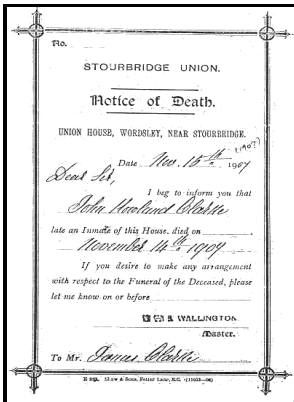 No.
STOURBRIDGE UNION.
Notice of Death.
UNION HOUSE, WORDSLEY, NEAR STOURBRIDGE.
(190??)
Date Nov. 15th 1907
Dear Sir,
I beg to inform you that
John Howland Clarke
late an Inmate of this House, died on
November 14th 1907
If you desire to make any arrangement
with respect to the Funeral of the Deceased, please
let me know on or before
WALLINGTON
Master.
To Mr. James Clarke
Shaw & Sons, Fetter Lane, E.C.